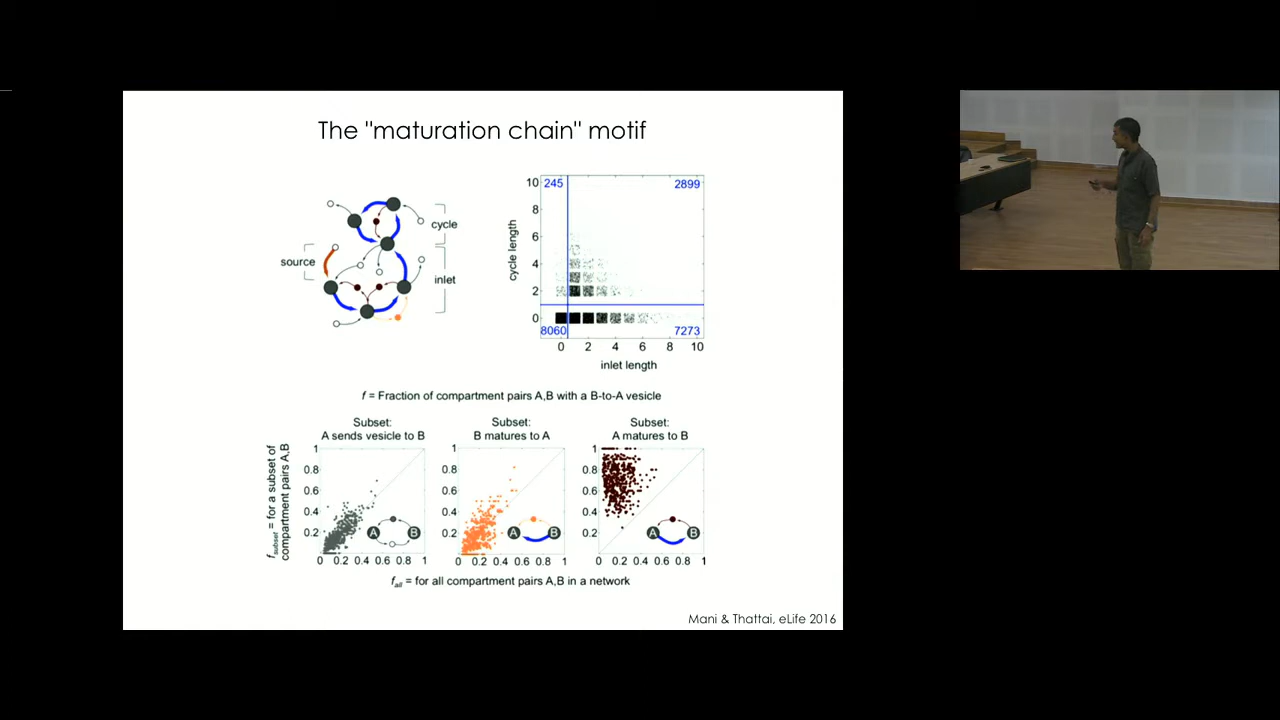 The "maturation chain" motif
cycle
source
inlet
10
8
6
4
2
0
cycle length
245
2899
8060
7273
0
2
4
6
8
10
inlet length
f = Fraction of compartment pairs A,B with a B-to-A vesicle
Subset:
A sends vesicle to B
Subset:
B matures to A
Subset:
A matures to B
fsubset = for a subset of
compartment pairs A,B
1
0.8
0.6
0.4
0.2
A
B
0 0.2 0.4 0.6 0.8 1
1
0.8
0.6
0.4
0.2
A
B
0 0.2 0.4 0.6 0.8 1
1
0.8
0.6
0.4
0.2
A
B
0 0.2 0.4 0.6 0.8 1
fall = for all compartment pairs A,B in a network
Mani & Thattai, eLife 2016